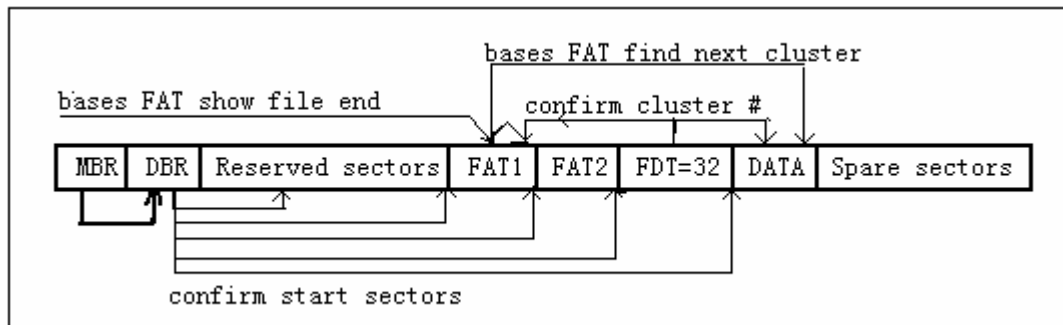 bases FAT find next cluster
bases FAT show file end
confirm cluster #
MBR DBR Reserved sectors FAT1 FAT2 FDT=32 DATA Spare sectors
confirm start sectors